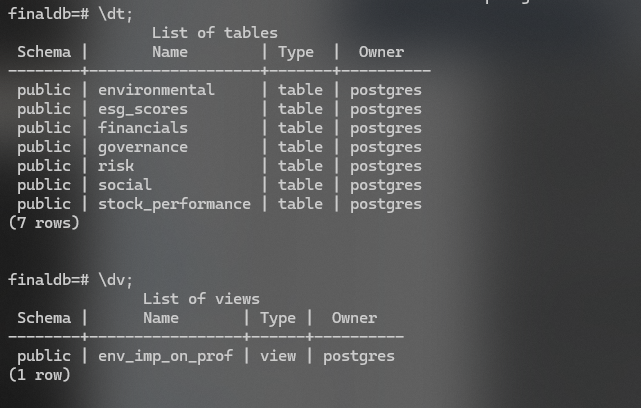 finaldb=# \dt;
List of tables
Schema | Name | Type | Owner
--------+-------------------+-------+----------
public | environmental | table | postgres
public | esg_scores | table | postgres
public | financials | table | postgres
public | governance | table | postgres
public | risk | table | postgres
public | social | table | postgres
public | stock_performance | table | postgres
(7 rows)
finaldb=# \dv;
List of views
Schema | Name | Type | Owner
--------+-----------------+------+----------
public | env_imp_on_prof | view | postgres
(1 row)